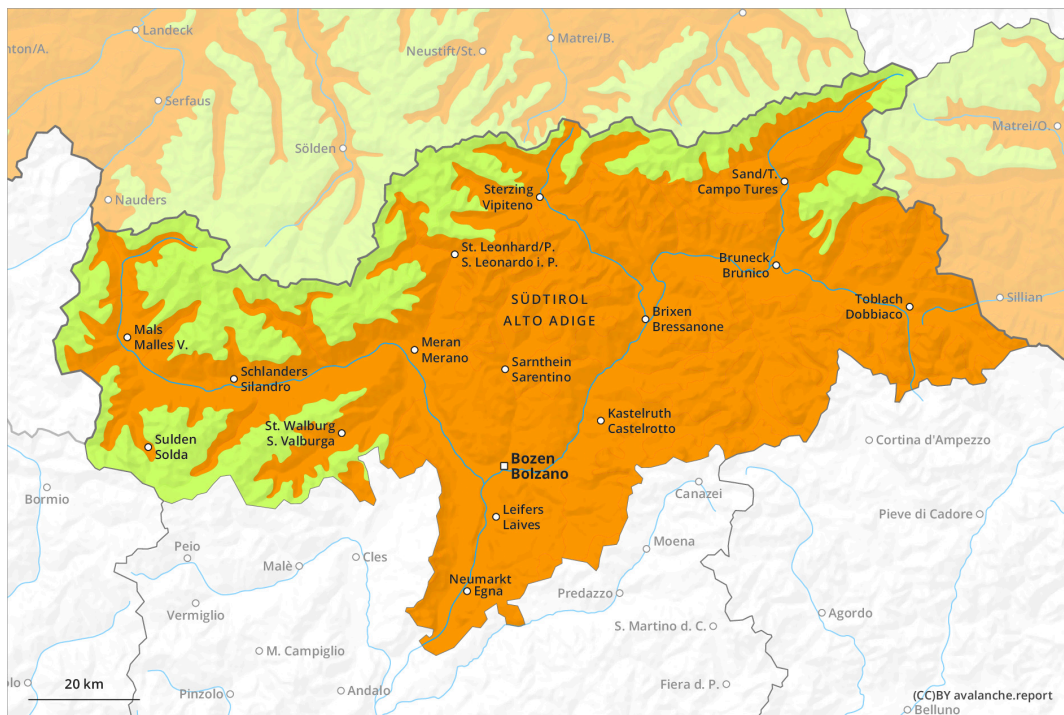 Landeck
Matrei/B.
nton/A.
Neustift/St.
Serfaus
Matrei/O.
Sölden
Sand/T.
Campo Tures
Nauders
Sterzing
Vipiteno
St. Leonhard/P.
S. Leonardo i. P.
Bruneck
Brunico
SÜDTIROL
ALTO ADIGE
Sillian
Toblach
Dobbiaco
Brixen
Bressanone
Mals
Malles V.
Meran
Merano
Sarnthein
Sarentino
Schlanders
Silandro
St. Walburg
S. Valburga
Kastelruth
Castelrotto
Sulden
Solda
Cortina d'Ampezzo
Bozen
Bolzano
Bormio
Canazei
Leifers
Laives
Pieve di Cadore
Peio
Moena
Cles
Malè
Neumarkt
Egna
Predazzo
Vermiglio
Agordo
S. Martino d. C.
M. Campiglio
20 km
olo
Pinzolo
Andalo
Fiera d. P.
(CC)BY avalanche.report
Belluno